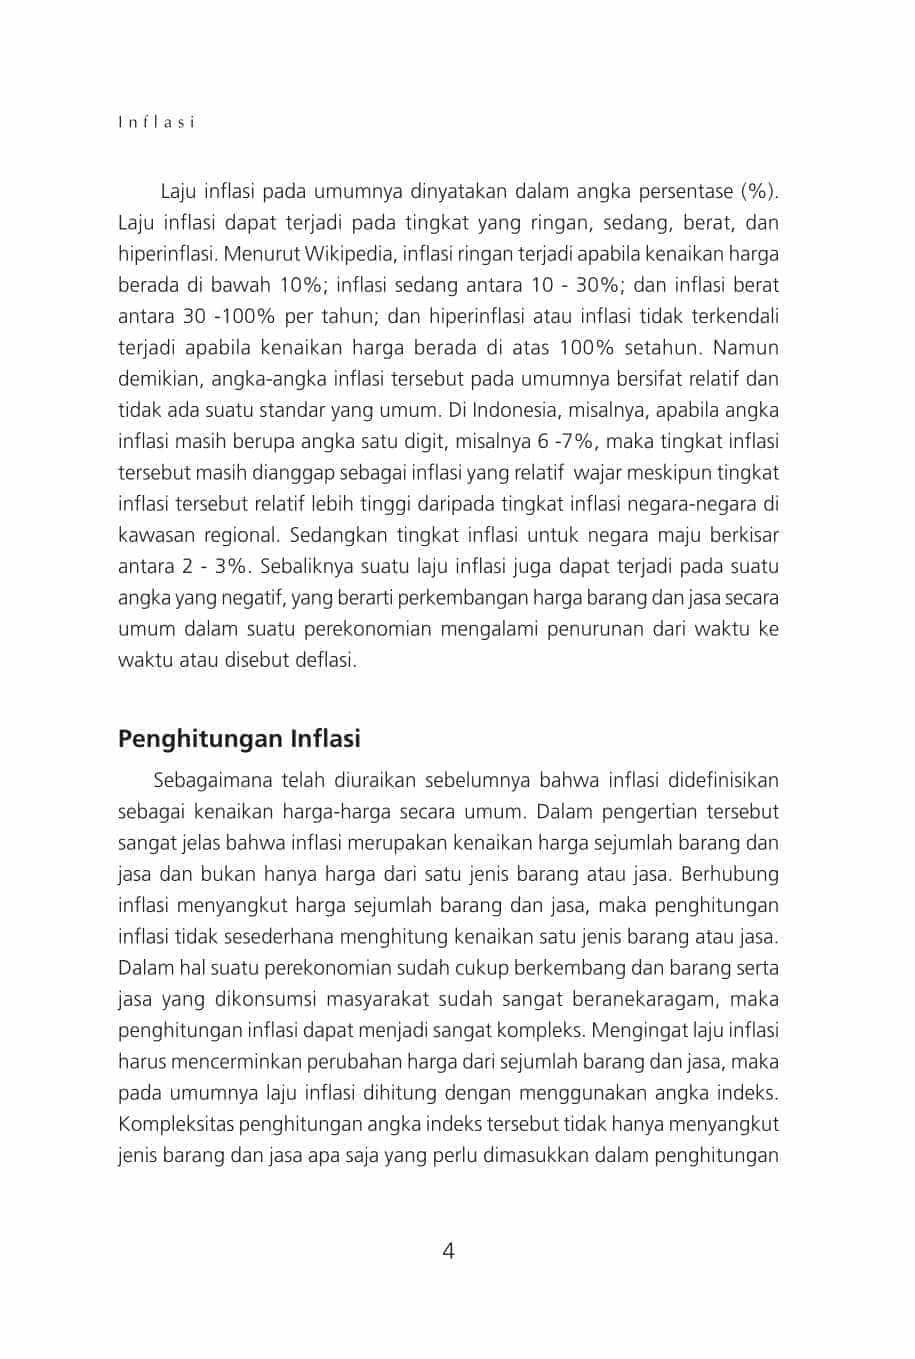 Inflasi
Laju inflasi pada umumnya dinyatakan dalam angka persentase (%).
Laju inflasi dapat terjadi pada tingkat yang ringan, sedang, berat, dan
hiperinflasi. Menurut Wikipedia, inflasi ringan terjadi apabila kenaikan harga
berada di bawah 10%; inflasi sedang antara 10 - 30%; dan inflasi berat
antara 30 -100% per tahun; dan hiperinflasi atau inflasi tidak terkendali
terjadi apabila kenaikan harga berada di atas 100% setahun. Namun
demikian, angka-angka inflasi tersebut pada umumnya bersifat relatif dan
tidak ada suatu standar yang umum. Di Indonesia, misalnya, apabila angka
inflasi masih berupa angka satu digit, misalnya 6 -7%, maka tingkat inflasi
tersebut masih dianggap sebagai inflasi yang relatif  wajar meskipun tingkat
inflasi tersebut relatif lebih tinggi daripada tingkat inflasi negara-negara di
kawasan regional. Sedangkan tingkat inflasi untuk negara maju berkisar
antara 2 - 3%. Sebaliknya suatu laju inflasi juga dapat terjadi pada suatu
angka yang negatif, yang berarti perkembangan harga barang dan jasa secara
umum dalam suatu perekonomian mengalami penurunan dari waktu ke
waktu atau disebut deflasi.
Penghitungan Inflasi
Sebagaimana telah diuraikan sebelumnya bahwa inflasi didefinisikan
sebagai kenaikan harga-harga secara umum. Dalam pengertian tersebut
sangat jelas bahwa inflasi merupakan kenaikan harga sejumlah barang dan
jasa dan bukan hanya harga dari satu jenis barang atau jasa. Berhubung
inflasi menyangkut harga sejumlah barang dan jasa, maka penghitungan
inflasi tidak sesederhana menghitung kenaikan satu jenis barang atau jasa.
Dalam hal suatu perekonomian sudah cukup berkembang dan barang serta
jasa yang dikonsumsi masyarakat sudah sangat beranekaragam, maka
penghitungan inflasi dapat menjadi sangat kompleks. Mengingat laju inflasi
harus mencerminkan perubahan harga dari sejumlah barang dan jasa, maka
pada umumnya laju inflasi dihitung dengan menggunakan angka indeks.
Kompleksitas penghitungan angka indeks tersebut tidak hanya menyangkut
jenis barang dan jasa apa saja yang perlu dimasukkan dalam penghitungan
4